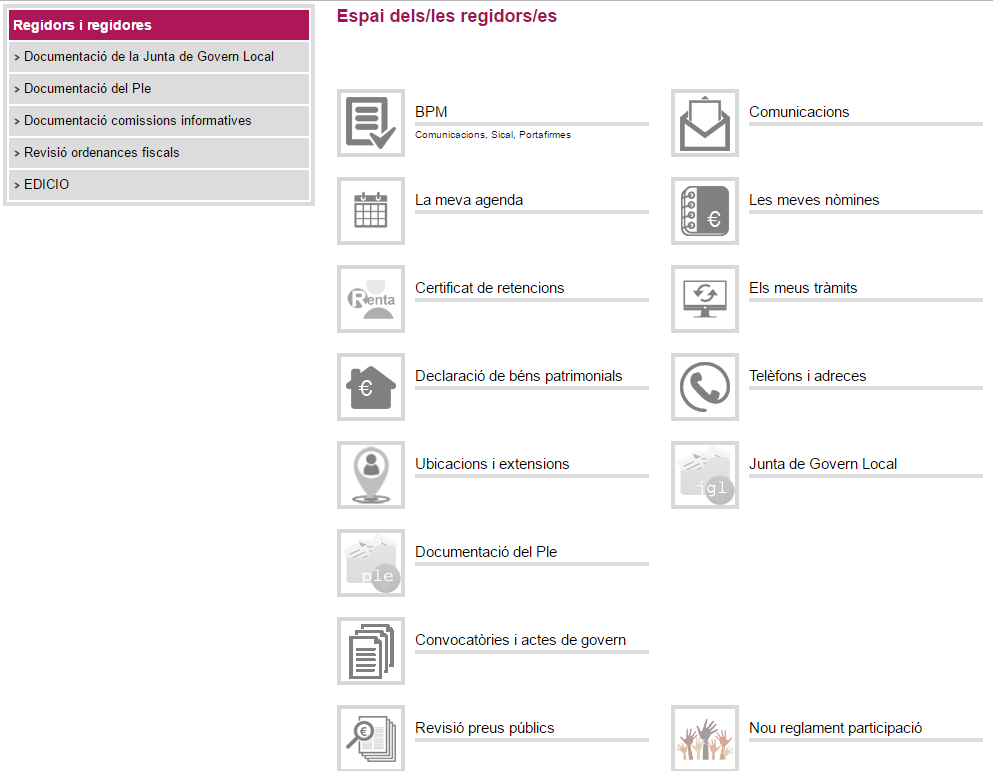 Regidors i regidores
> Documentació de la Junta de Govern Local
> Documentació del Ple
> Documentació comissions informatives
> Revisió ordenances fiscals
> EDICIO
Espai dels/les regidors/es
BPM
Comunicacions, Sical, Portafirmes
Comunicacions
La meva agenda
€
Les meves nòmines
Renta
Certificat de retencions
Els meus tràmits
€
Declaració de béns patrimonials
Telèfons i adreces
Ubicacions i extensions
jgl
Junta de Govern Local
ple
Documentació del Ple
Convocatòries i actes de govern
€
Revisió preus públics
Nou reglament participació